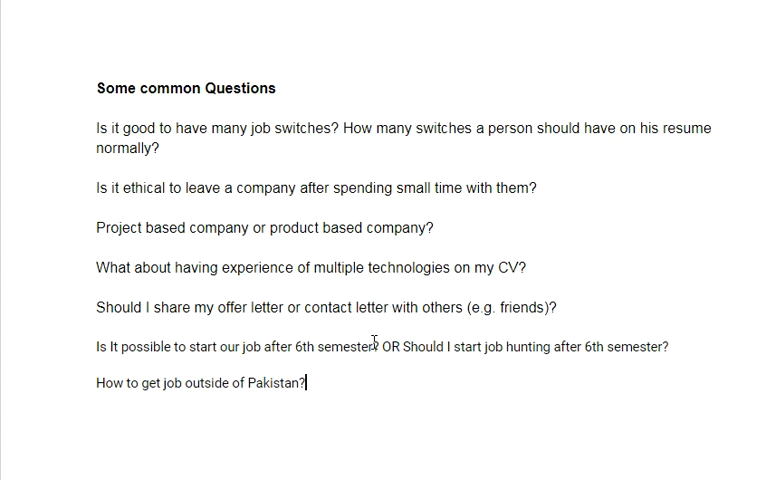 Some common Questions
Is it good to have many job switches? How many switches a person should have on his resume
normally?
Is it ethical to leave a company after spending small time with them?
Project based company or product based company?
What about having experience of multiple technologies on my CV?
Should I share my offer letter or contact letter with others (e.g. friends)?
Is It possible to start our job after 6th semester? OR Should I start job hunting after 6th semester?
How to get job outside of Pakistan?